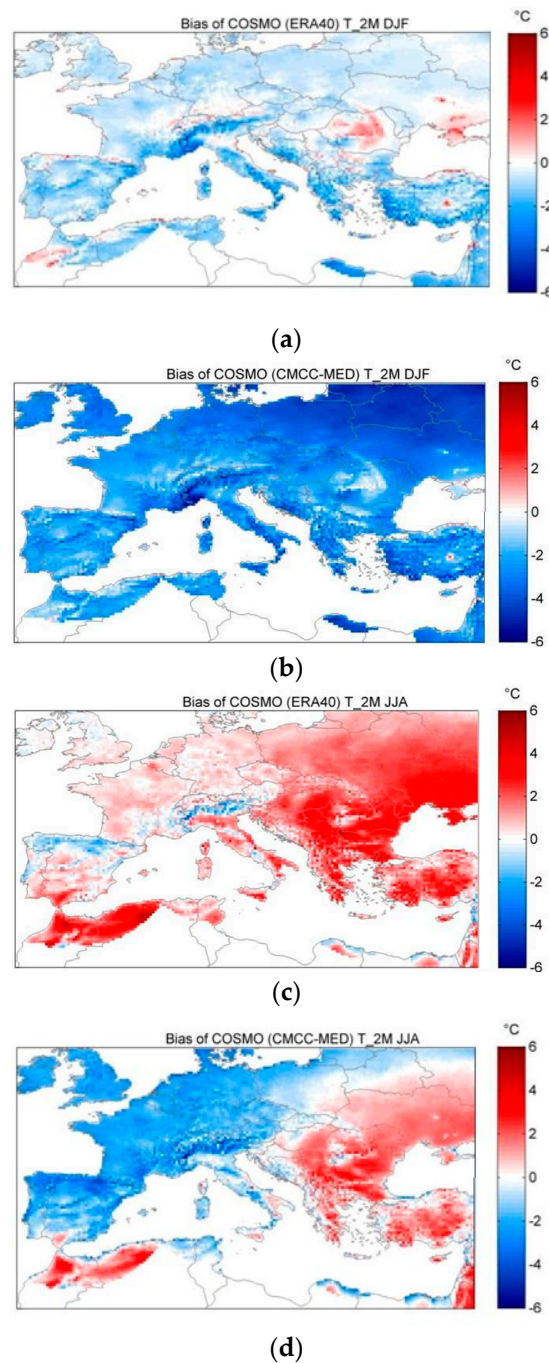 Bias of COSMO (ERA40) T_2M DJF
°C
6
4
2
0
-2
-4
-6
(a)
Bias of COSMO (CMCC-MED) T_2M DJF
°C
6
4
2
0
-2
-4
-6
(b)
Bias of COSMO (ERA40) T_2M JJA
°C
6
4
2
0
-2
-4
-6
(c)
Bias of COSMO (CMCC-MED) T_2M JJA
°C
6
4
2
0
-2
-4
-6
(d)